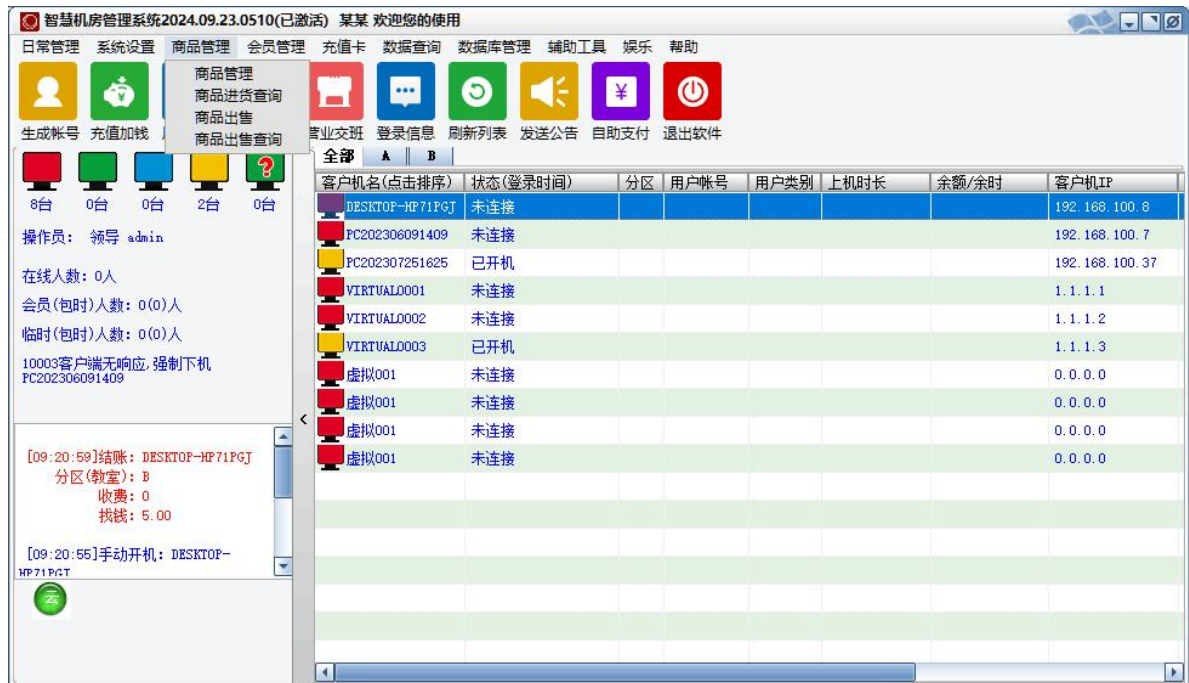 智慧机房管理系统2024.09.23.0510(已激活) 某某 欢迎您的使用
日常管理 系统设置 商品管理 会员管理 充值卡 数据查询 数据库管理 辅助工具 娱乐 帮助
商品管理
商品进货查询
商品出售
商品出售查询
生成帐号 充值加钱 营业交班 登录信息 刷新列表 发送公告 自助支付 退出软件
8台 0台 0台 2台 0台
操作员: 领导 admin
在线人数: 0人
会员(包时)人数: 0(0)人
临时(包时)人数: 0(0)人
10003客户端无响应,强制下机
PC202306091409
[09:20:59]结账: DESKTOP-HP71PGJ
分区(教室): B
收费: 0
找钱: 5.00
[09:20:55]手动开机: DESKTOP-
HP71PGJ
云
全部 A B
客户机名(点击排序) 状态(登录时间) 分区 用户帐号 用户类别 上机时长 余额/余时 客户机IP
DESKTOP-HP71PGJ 未连接 192.168.100.8
PC202306091409 未连接 192.168.100.7
PC202307251625 已开机 192.168.100.37
VIRTUAL0001 未连接 1.1.1.1
VIRTUAL0002 未连接 1.1.1.2
VIRTUAL0003 已开机 1.1.1.3
虚拟001 未连接 0.0.0.0
虚拟001 未连接 0.0.0.0
虚拟001 未连接 0.0.0.0
虚拟001 未连接 0.0.0.0